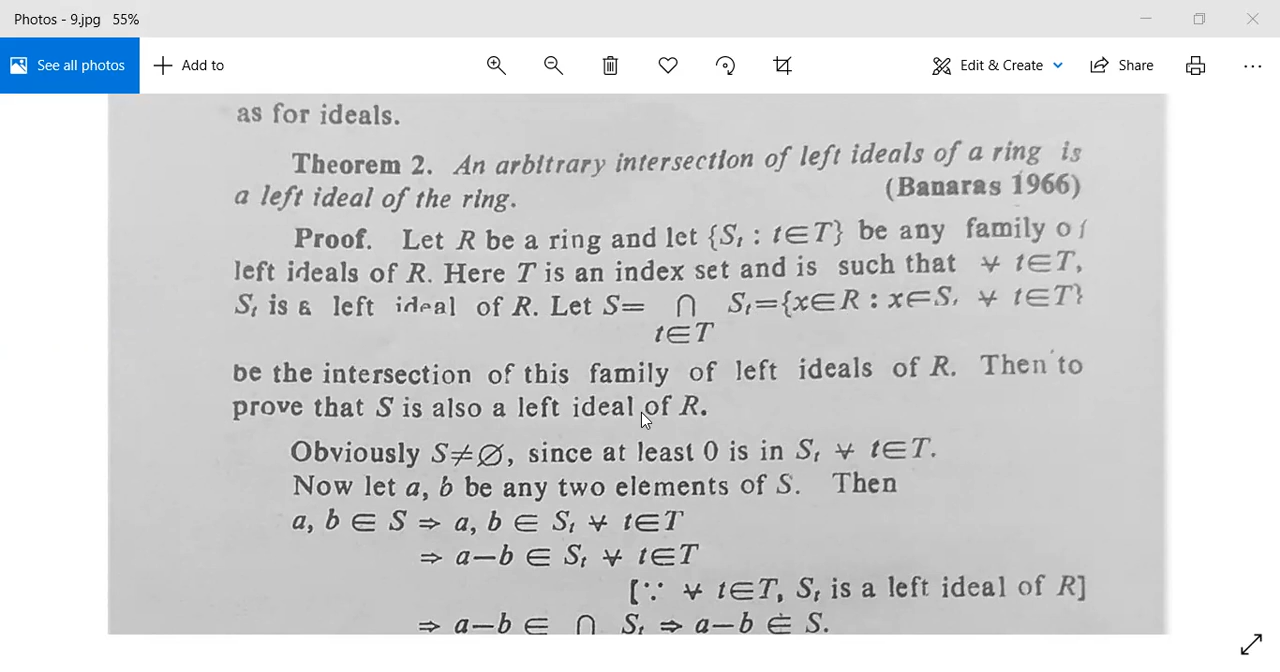 Photos - 9.jpg 55%
See all photos
Add to
Edit & Create
Share
as for ideals.
Theorem 2. An arbitrary intersection of left ideals of a ring is
a left ideal of the ring. (Banaras 1966)
Proof. Let R be a ring and let {Sₜ : t∈T} be any family of
left ideals of R. Here T is an index set and is such that ∀ t∈T,
Sₜ is a left ideal of R. Let S= ∩ Sₜ={x∈R : x∈Sₜ ∀ t∈T}
t∈T
be the intersection of this family of left ideals of R. Then to
prove that S is also a left ideal of R.
Obviously S≠∅, since at least 0 is in Sₜ ∀ t∈T.
Now let a, b be any two elements of S. Then
a, b ∈ S ⇒ a, b ∈ Sₜ ∀ t∈T
⇒ a−b ∈ Sₜ ∀ t∈T
[∵ ∀ t∈T, Sₜ is a left ideal of R]
⇒ a−b ∈ ∩ Sₜ ⇒ a−b ∈ S.